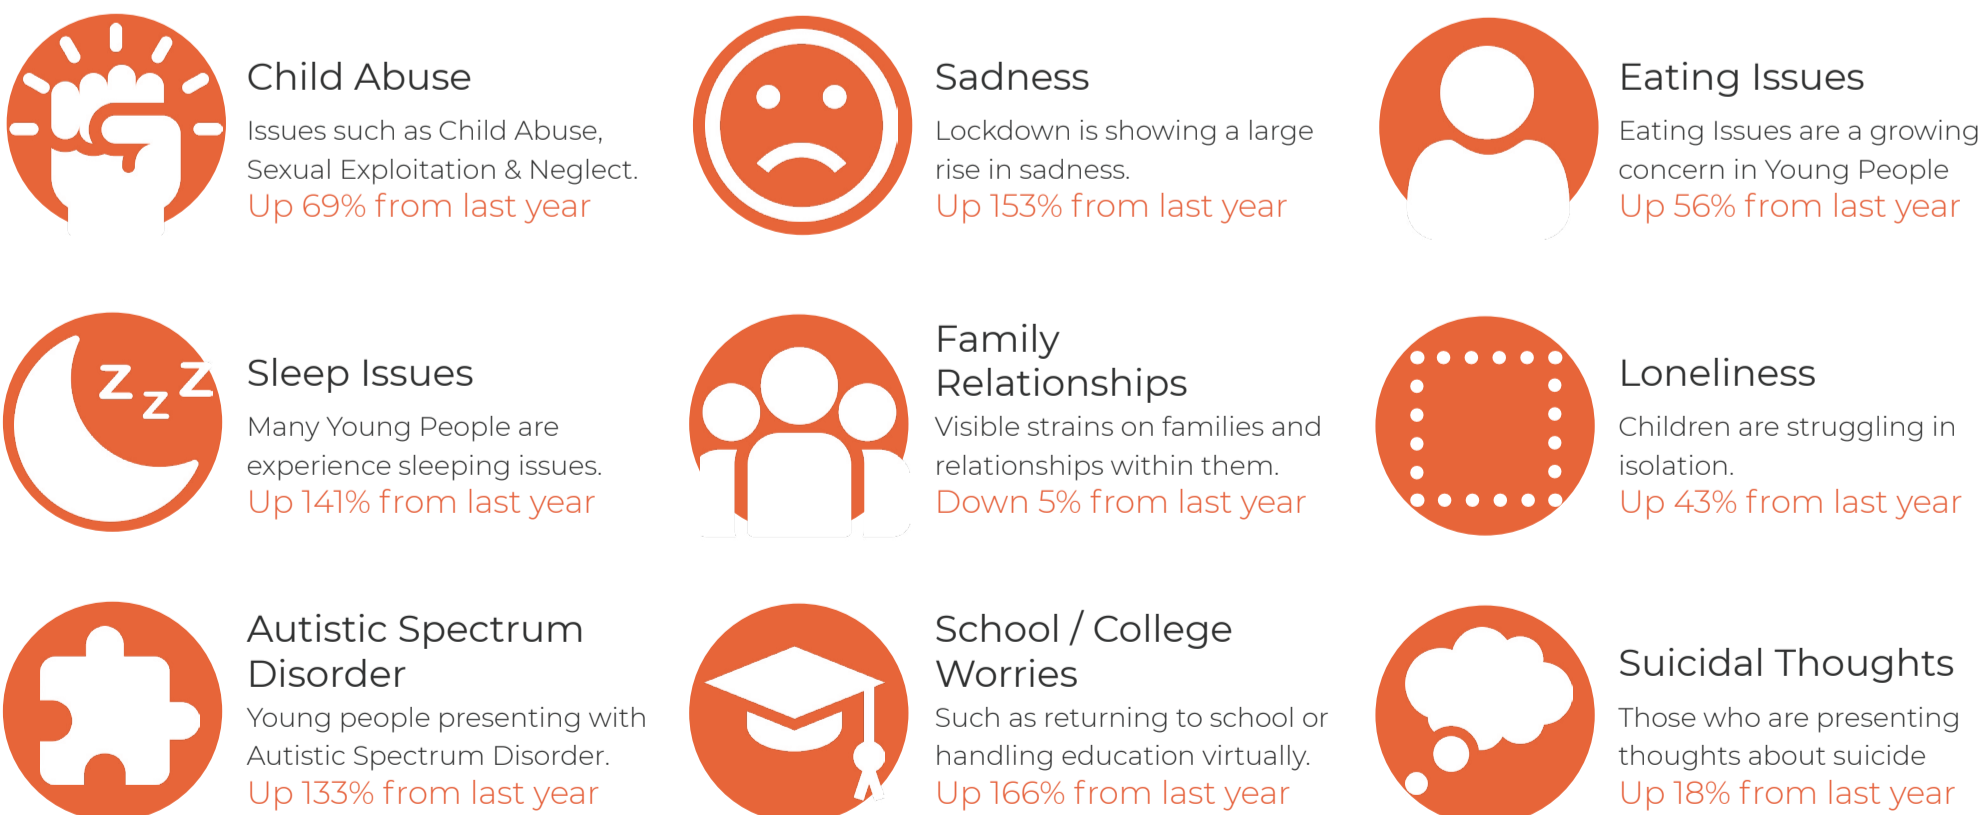 Child Abuse
Issues such as Child Abuse,
Sexual Exploitation & Neglect.
Up 69% from last year
Sadness
Lockdown is showing a large
rise in sadness.
Up 153% from last year
Eating Issues
Eating Issues are a growing
concern in Young People
Up 56% from last year
z z z
Sleep Issues
Many Young People are
experience sleeping issues.
Up 141% from last year
Family
Relationships
Visible strains on families and
relationships within them.
Down 5% from last year
Loneliness
Children are struggling in
isolation.
Up 43% from last year
Autistic Spectrum
Disorder
Young people presenting with
Autistic Spectrum Disorder.
Up 133% from last year
School / College
Worries
Such as returning to school or
handling education virtually.
Up 166% from last year
Suicidal Thoughts
Those who are presenting
thoughts about suicide
Up 18% from last year